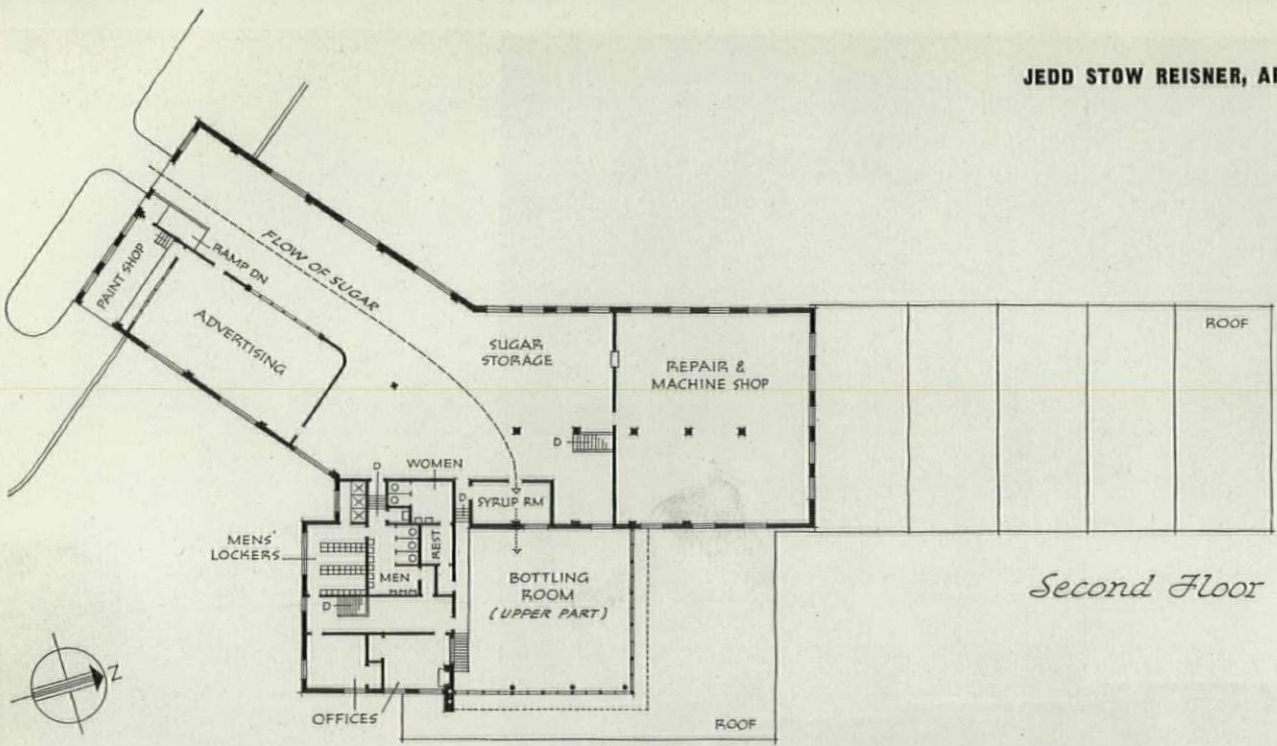 JEDD STOW REISNER,
FLOW OF SUGAR
RAMP DN
PAINT SHOP
ADVERTISING
SUGAR
STORAGE
REPAIR &
MACHINE SHOP
ROOF
D
D
WOMEN
D
SYRUP RM
MENS'
LOCKERS
REST
MEN
D
BOTTLING
ROOM
(UPPER PART)
Second Floor
N
OFFICES
ROOF